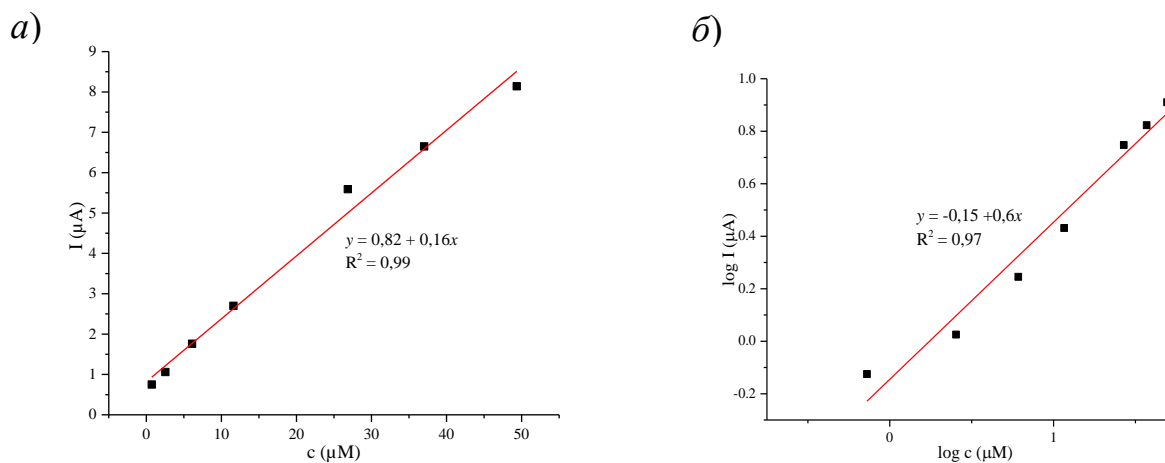 а)
I (µA)
9
8
7
6
5
4
3
2
1
0
y = 0,82 + 0,16x
R² = 0,99
0 10 20 30 40 50
c (µM)
б)
log I (µA)
1.0
0.8
0.6
0.4
0.2
0.0
-0.2
y = -0,15 +0,6x
R² = 0,97
0 1
log c (µM)